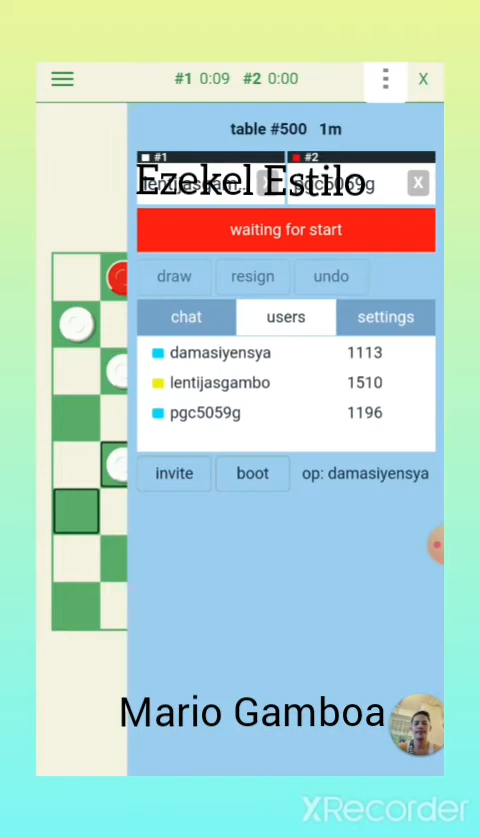 #1 0:09 #2 0:00 X
table #500 1m
#1 #2
Ezekel Estilo
X
waiting for start
draw resign undo
chat users settings
damasiyensya 1113
lentijasgambo 1510
pgc5059g 1196
invite boot op: damasiyensya
Mario Gamboa
XRecorder